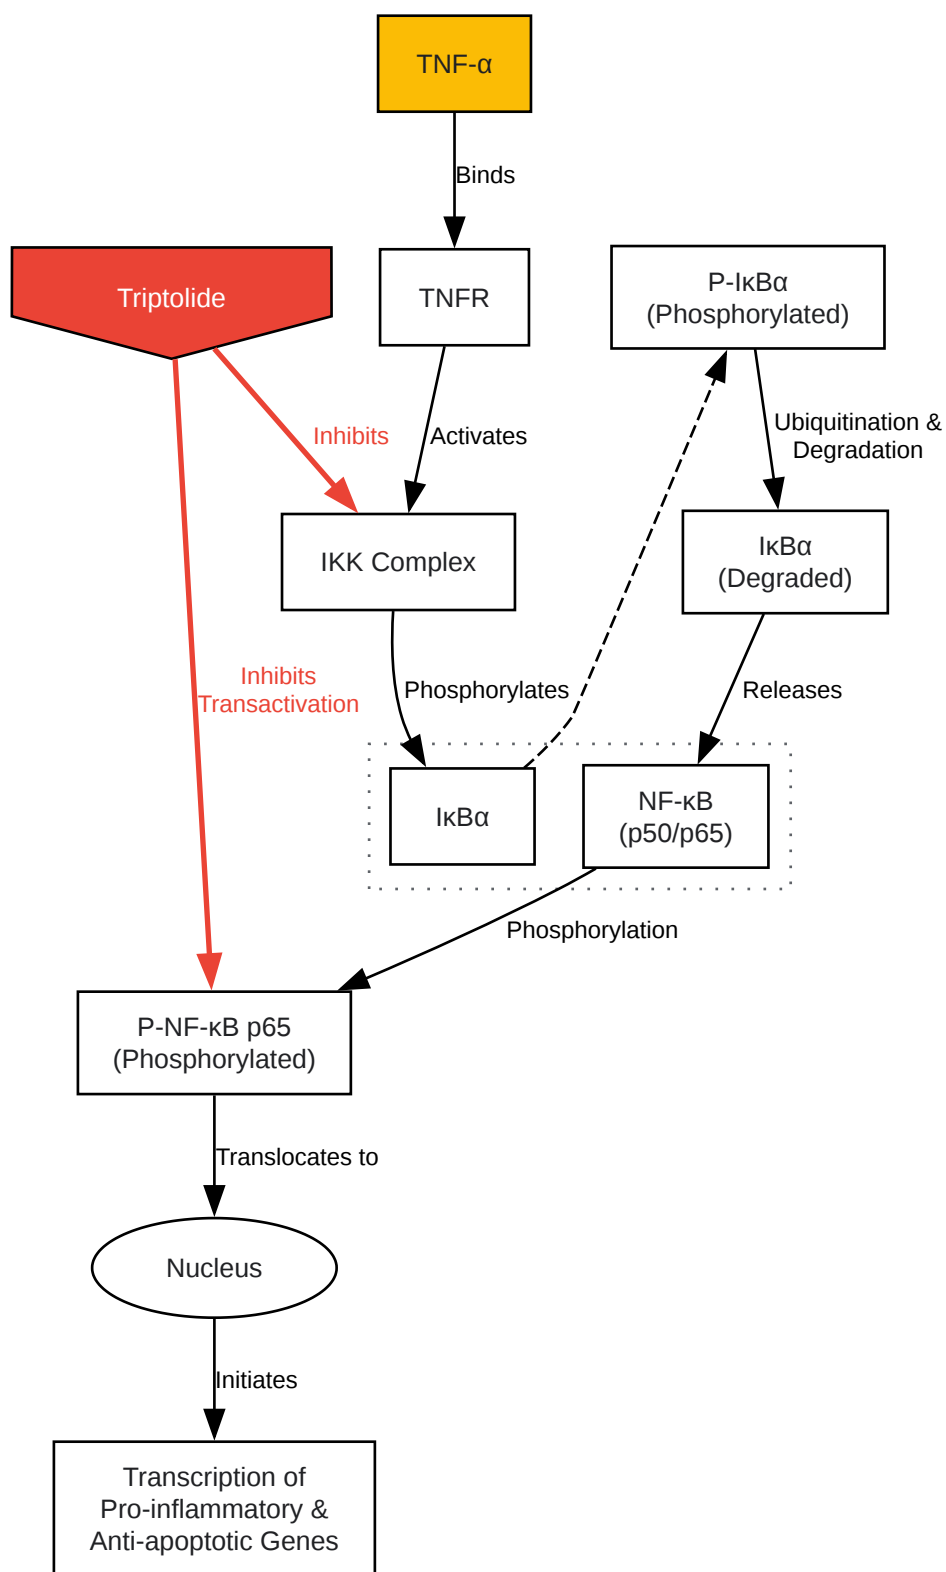 TNF-α
Binds
Triptolide
TNFR
P-IκBα
(Phosphorylated)
Inhibits
Activates
Ubiquitination &
Degradation
IKK Complex
IκBα
(Degraded)
Inhibits
Transactivation
Phosphorylates
Releases
IκBα
NF-κB
(p50/p65)
Phosphorylation
P-NF-κB p65
(Phosphorylated)
Translocates to
Nucleus
Initiates
Transcription of
Pro-inflammatory &
Anti-apoptotic Genes